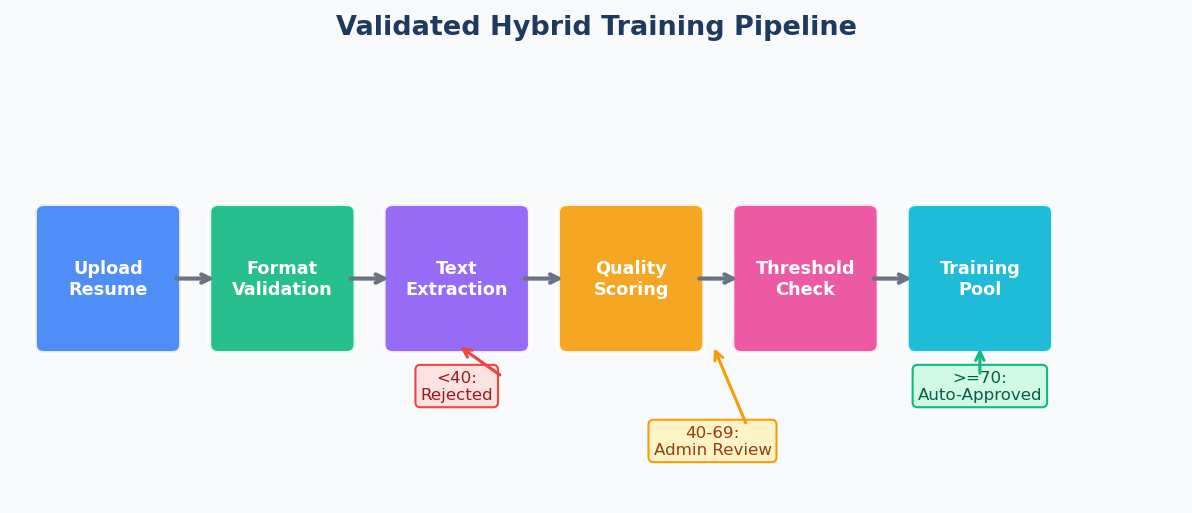 Validated Hybrid Training Pipeline
Upload
Resume
Format
Validation
Text
Extraction
Quality
Scoring
Threshold
Check
Training
Pool
<40:
Rejected
40-69:
Admin Review
>=70:
Auto-Approved